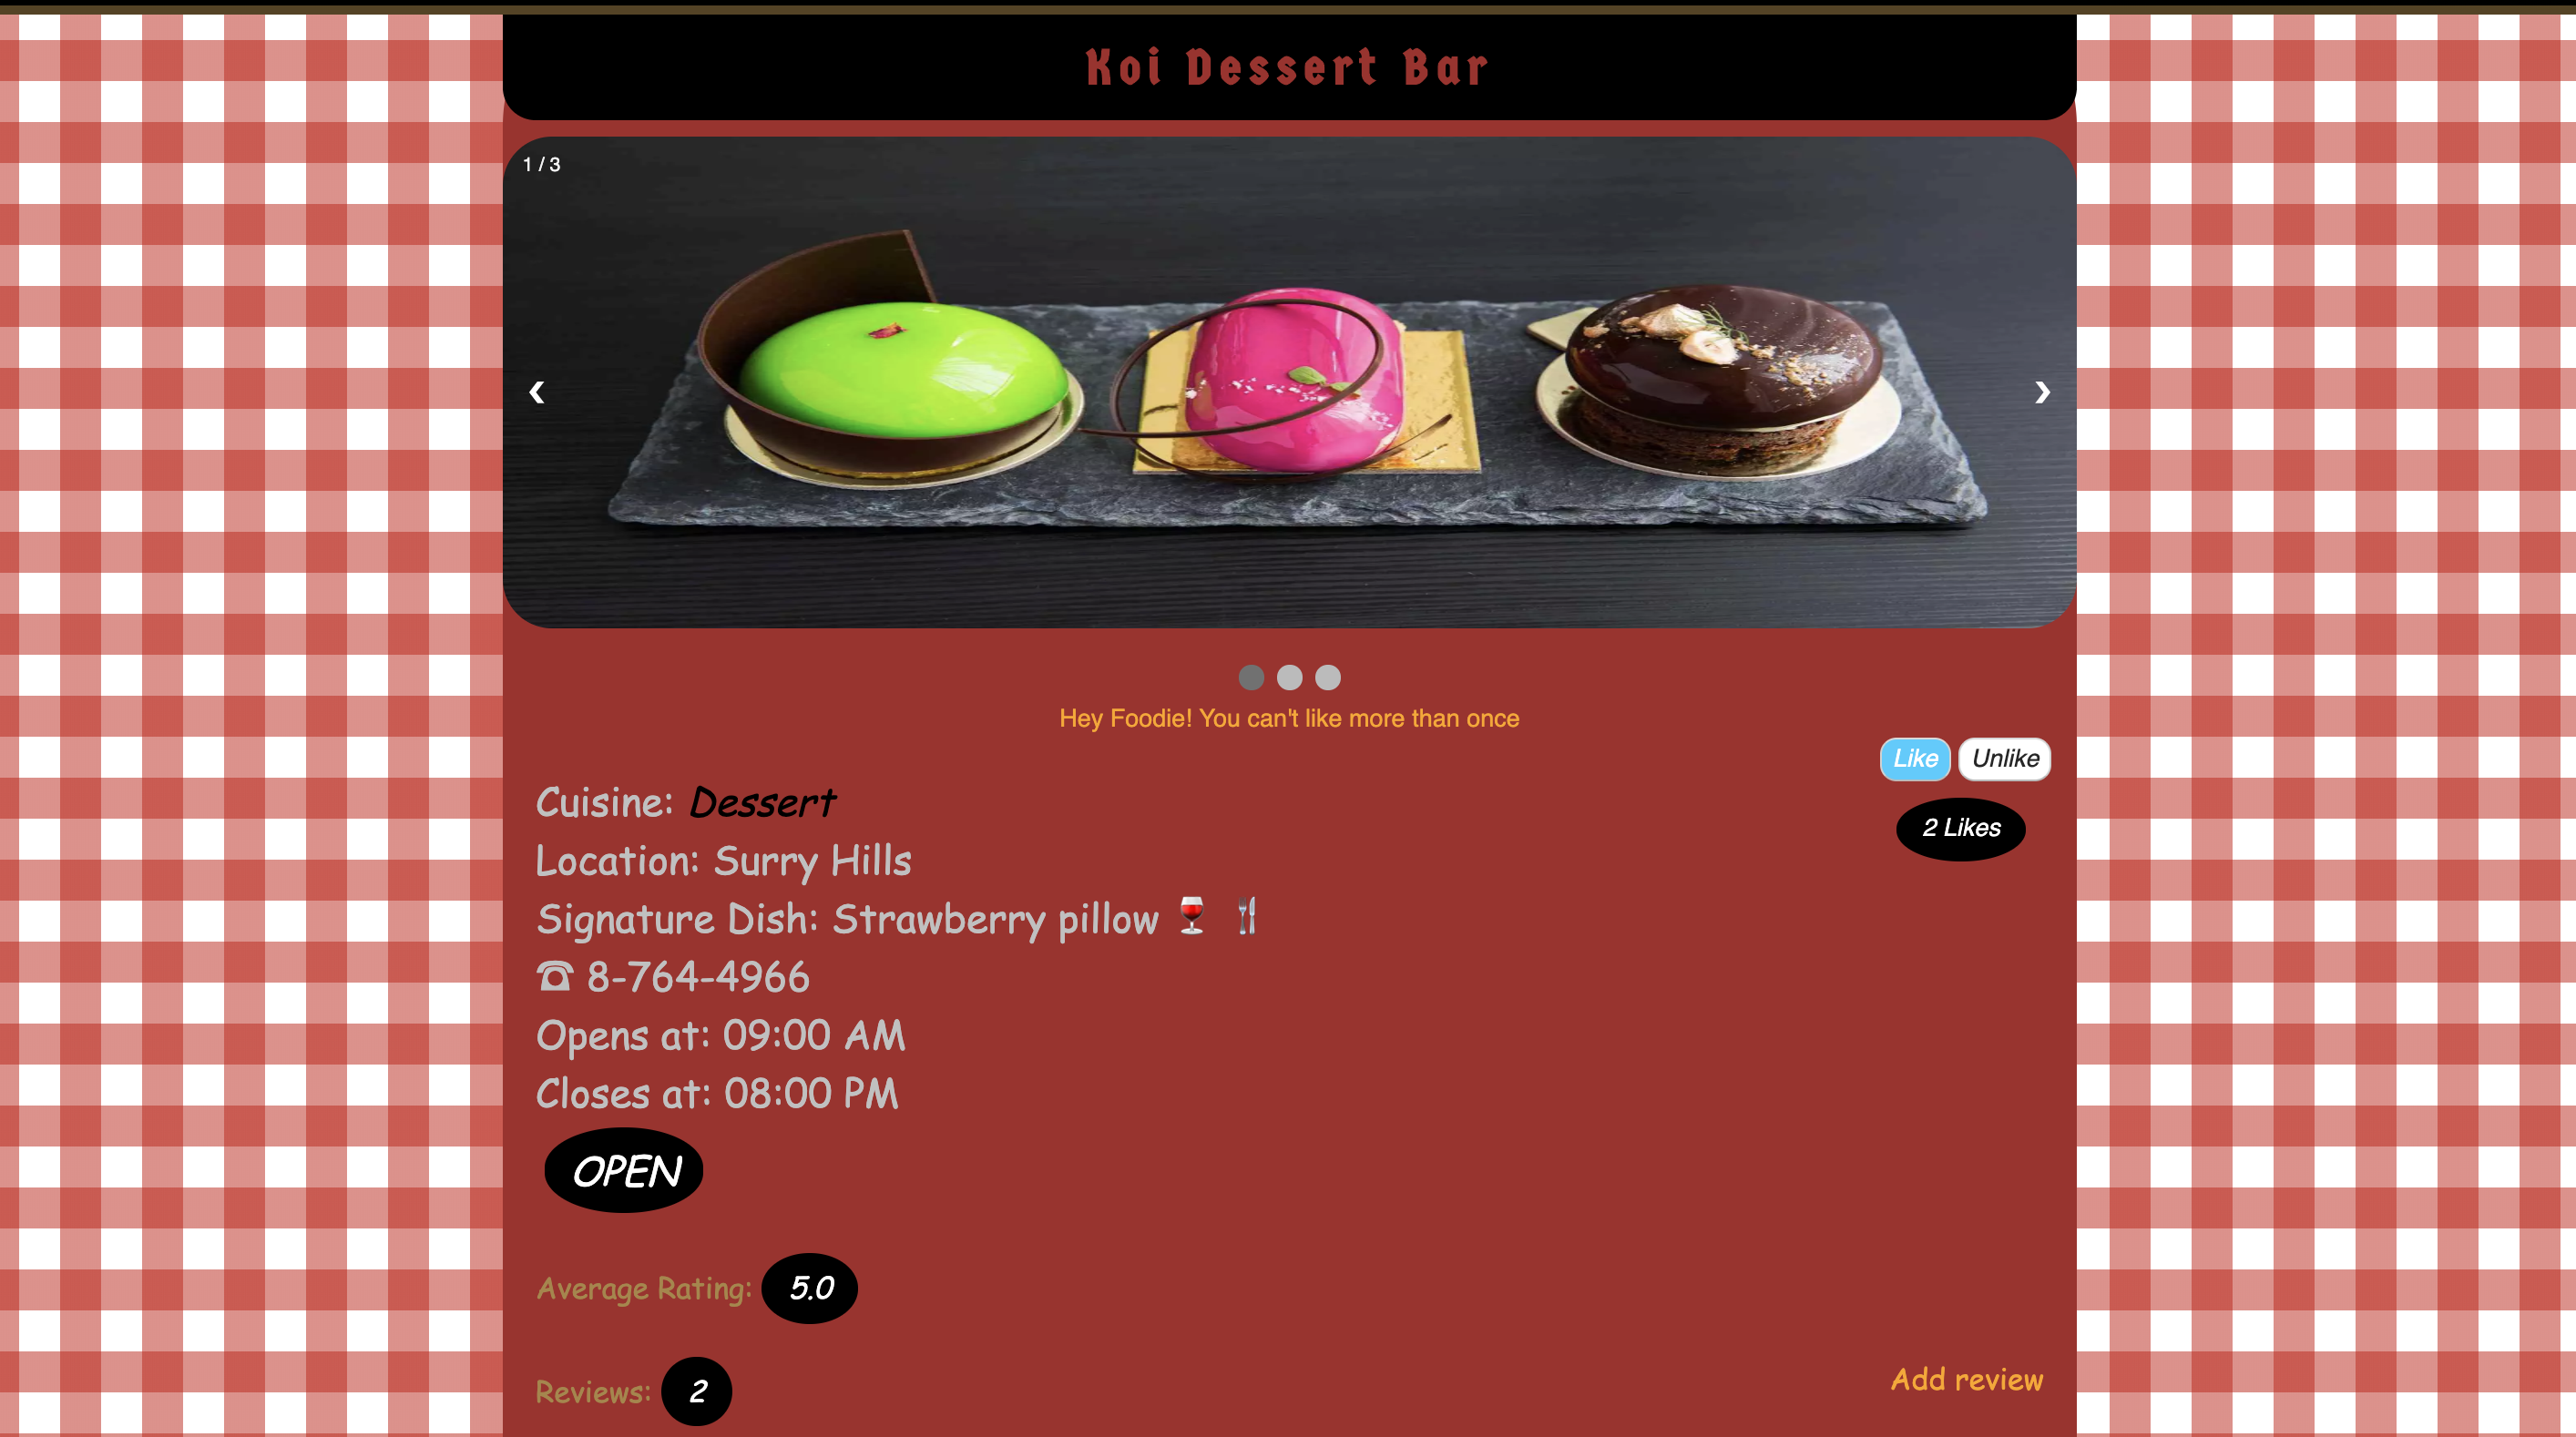 Koi Dessert Bar
1 / 3
❮ ❯
Hey Foodie! You can't like more than once
Like Unlike
2 Likes
Cuisine: Dessert
Location: Surry Hills
Signature Dish: Strawberry pillow 🍷 🍴
☎ 8-764-4966
Opens at: 09:00 AM
Closes at: 08:00 PM
OPEN
Average Rating: 5.0
Reviews: 2
Add review